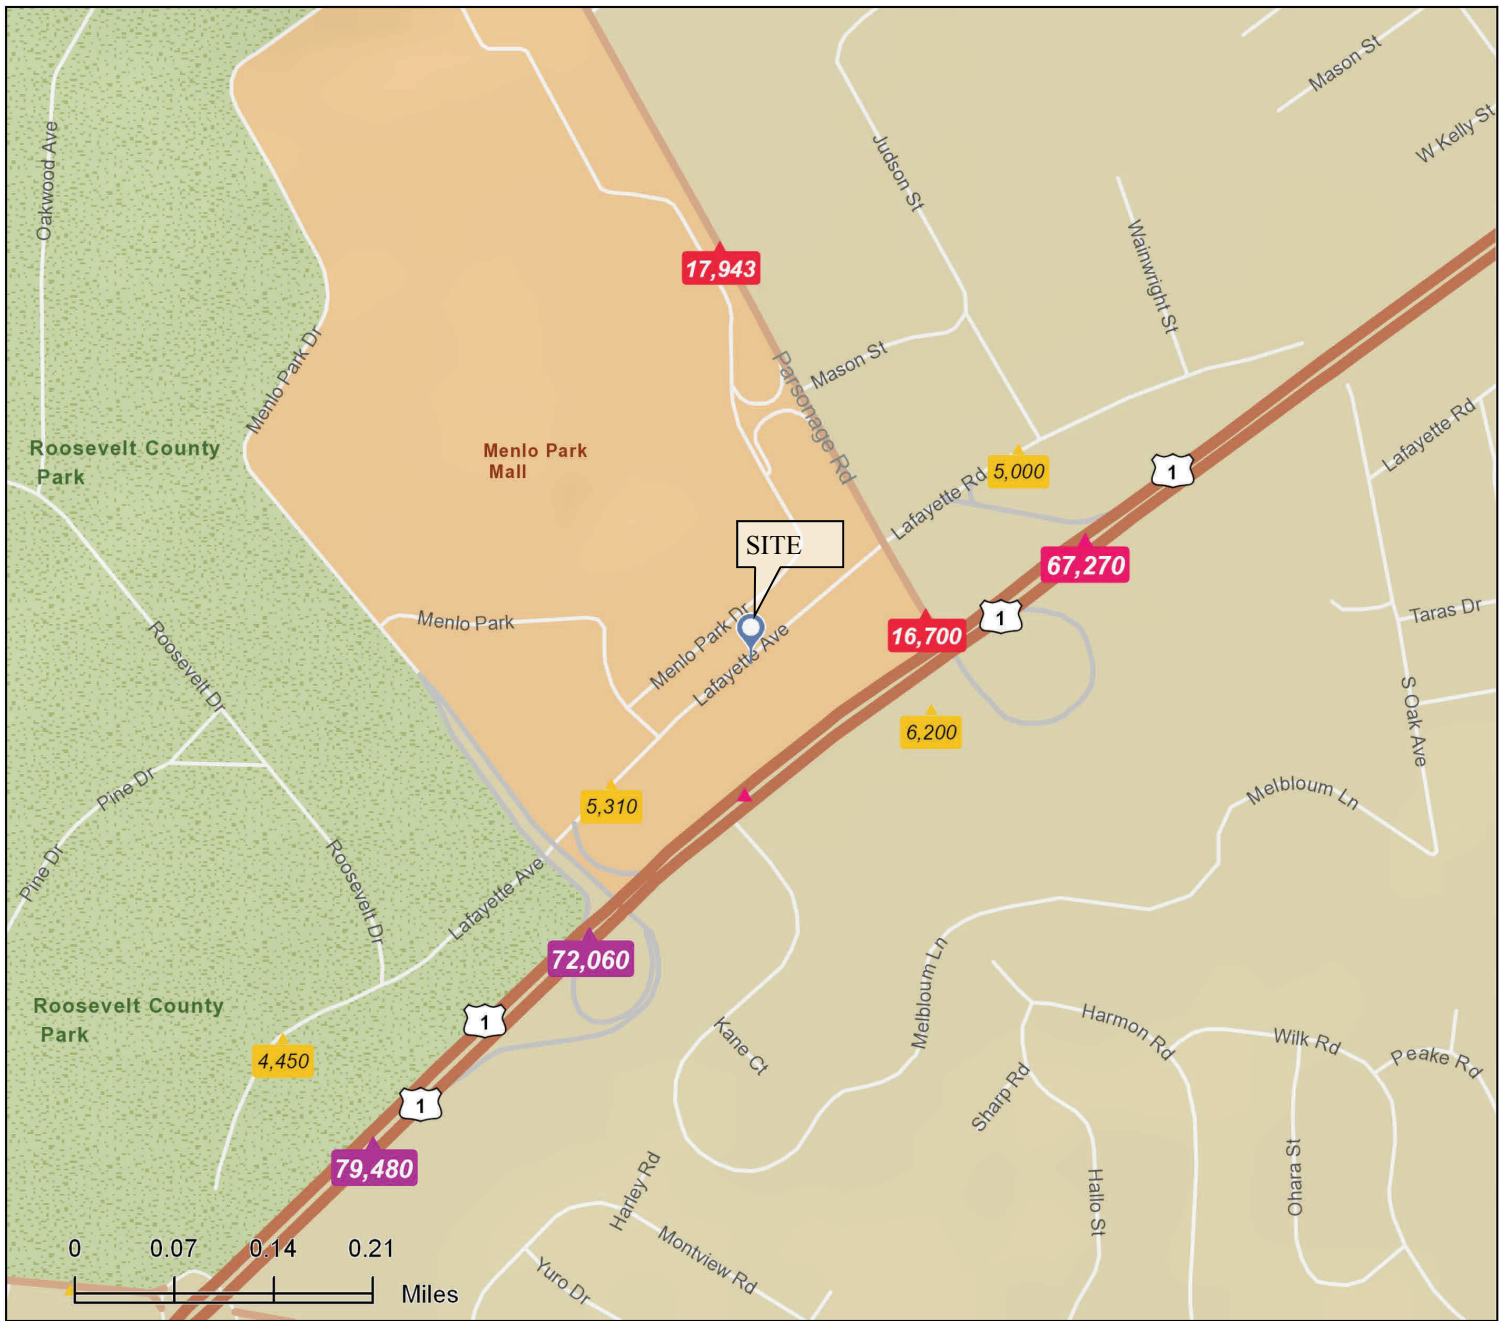 Mason St
W Kelly St
Oakwood Ave
Judson St
Wainwright St
17,943
Menlo Park Dr
Mason St
Parsonage Rd
Lafayette Rd
Roosevelt County
Park
Menlo Park
Mall
5,000
1
Lafayette Rd
SITE
67,270
Menlo Park
Menlo Park Dr
Lafayette Ave
16,700
1
Taras Dr
Roosevelt Dr
S Oak Ave
6,200
Pine Dr
5,310
Melbloum Ln
Pine Dr
Roosevelt Dr
Lafayette Ave
72,060
Melbloum Ln
Roosevelt County
Park
1
4,450
Kane Ct
Harmon Rd
Wilk Rd
Peake Rd
Sharp Rd
1
79,480
Harley Rd
Hallo St
Ohara St
Montview Rd
Yuro Dr
0 0.07 0.14 0.21
Miles